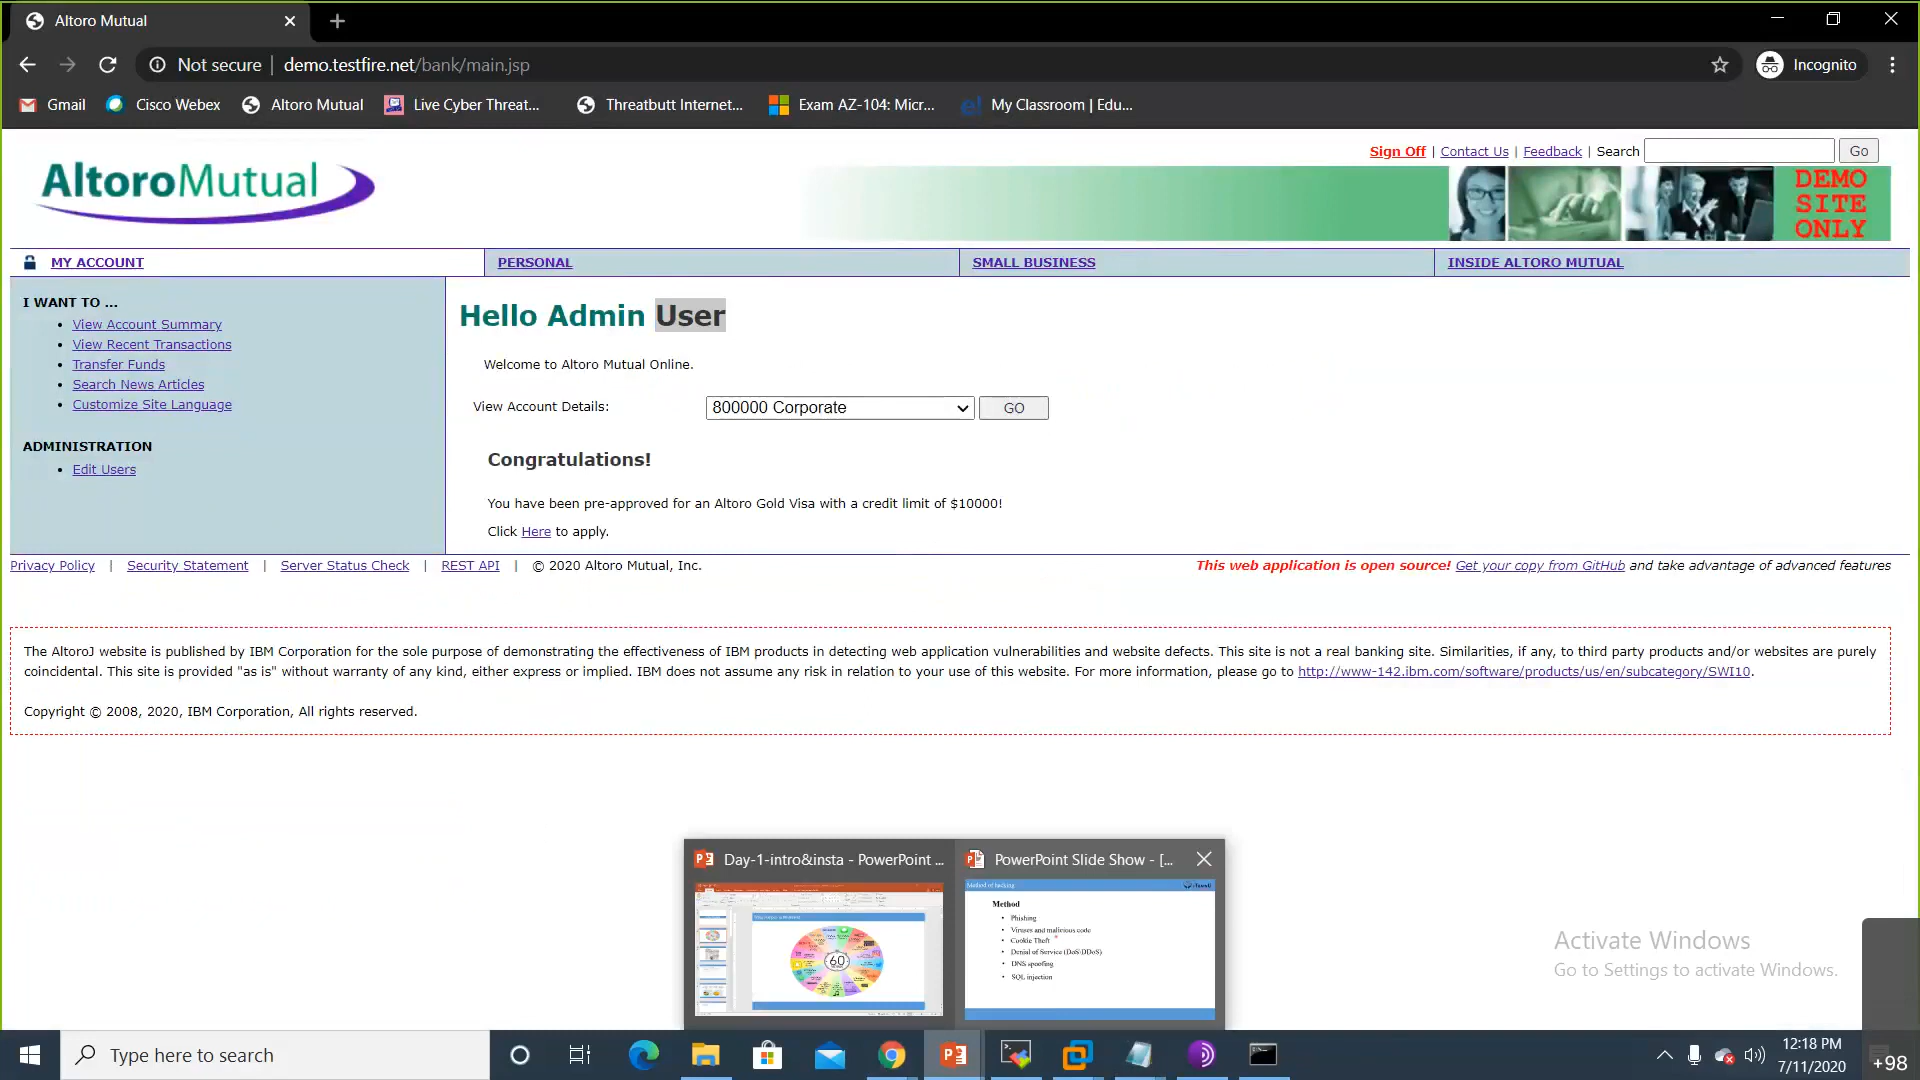 Altoro Mutual
Not secure | demo.testfire.net/bank/main.jsp
Incognito
Gmail Cisco Webex Altoro Mutual Live Cyber Threat... Threatbutt Internet... Exam AZ-104: Micr... My Classroom | Edu...
Sign Off | Contact Us | Feedback | Search Go
AltoroMutual
DEMO
SITE
ONLY
MY ACCOUNT PERSONAL SMALL BUSINESS INSIDE ALTORO MUTUAL
I WANT TO ...
• View Account Summary
• View Recent Transactions
• Transfer Funds
• Search News Articles
• Customize Site Language
ADMINISTRATION
• Edit Users
Hello Admin User
Welcome to Altoro Mutual Online.
View Account Details: 800000 Corporate GO
Congratulations!
You have been pre-approved for an Altoro Gold Visa with a credit limit of $10000!
Click Here to apply.
Privacy Policy | Security Statement | Server Status Check | REST API | © 2020 Altoro Mutual, Inc.
This web application is open source! Get your copy from GitHub and take advantage of advanced features
The AltoroJ website is published by IBM Corporation for the sole purpose of demonstrating the effectiveness of IBM products in detecting web application vulnerabilities and website defects. This site is not a real banking site. Similarities, if any, to third party products and/or websites are purely
coincidental. This site is provided "as is" without warranty of any kind, either express or implied. IBM does not assume any risk in relation to your use of this website. For more information, please go to http://www-142.ibm.com/software/products/us/en/subcategory/SWI10.
Copyright © 2008, 2020, IBM Corporation, All rights reserved.
Day-1-intro&insta - PowerPoint ...
60
PowerPoint Slide Show - [...
Method of hacking
Method
• Phishing
• Viruses and malicious code
• Cookie Theft
• Denial of Service (DoS\DDoS)
• DNS spoofing
• SQL injection
Activate Windows
Go to Settings to activate Windows.
Type here to search
12:18 PM
7/11/2020
+98